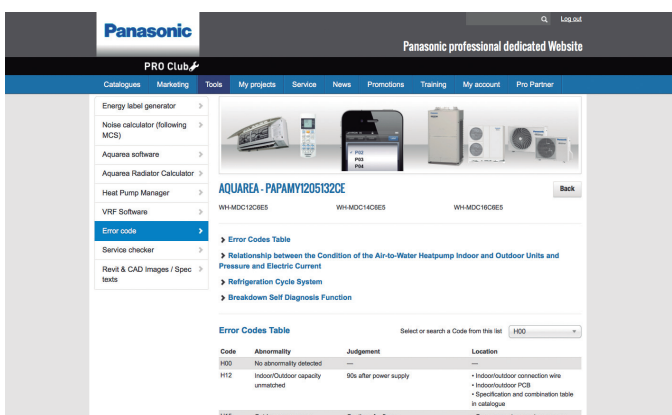 Log out
Panasonic
Panasonic professional dedicated Website
PRO Club
Catalogues Marketing Tools My projects Service News Promotions Training My account Pro Partner
Energy label generator
Noise calculator (following
MCS)
Aquarea software
Aquarea Radiator Calculator
Heat Pump Manager
VRF Software
Error code
Service checker
Revit & CAD Images / Spec
texts
P02
P03
P04
AQUAREA - PAPAMY1205132CE
Back
WH-MDC12C6E5 WH-MDC14C6E5 WH-MDC16C6E5
Error Codes Table
Relationship between the Condition of the Air-to-Water Heatpump Indoor and Outdoor Units and
Pressure and Electric Current
Refrigeration Cycle System
Breakdown Self Diagnosis Function
Error Codes Table Select or search a Code from this list H00
Code Abnormality Judgement Location
H00 No abnormality detected — —
H12 Indoor/Outdoor capacity 90s after power supply • Indoor/outdoor connection wire
unmatched • Indoor/outdoor PCB
• Specification and combination table
in catalogue